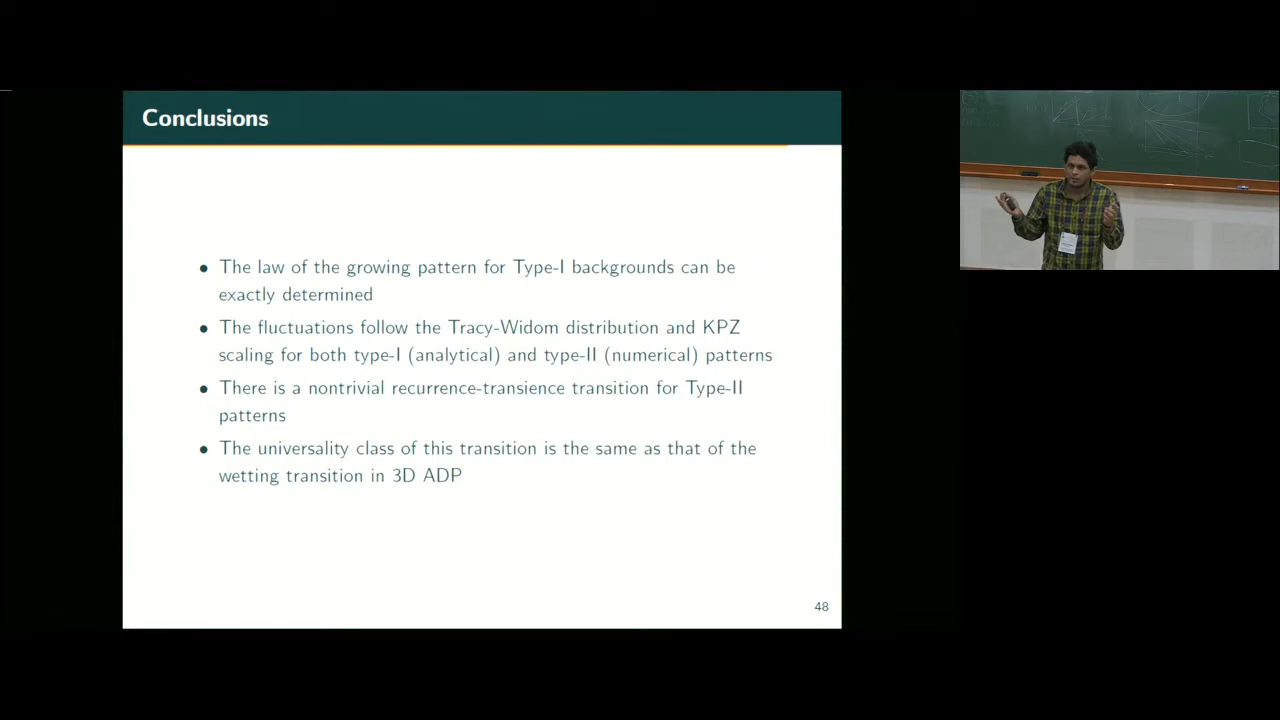 Conclusions
• The law of the growing pattern for Type-I backgrounds can be
exactly determined
• The fluctuations follow the Tracy-Widom distribution and KPZ
scaling for both type-I (analytical) and type-II (numerical) patterns
• There is a nontrivial recurrence-transience transition for Type-II
patterns
• The universality class of this transition is the same as that of the
wetting transition in 3D ADP
48